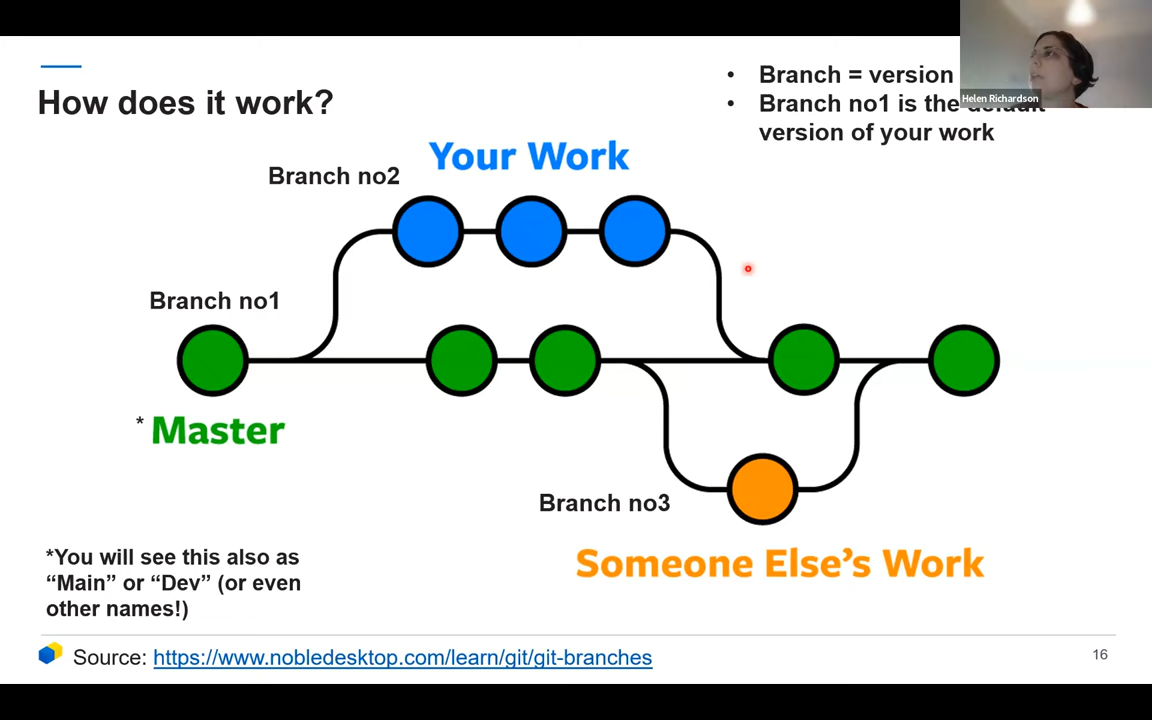 How does it work?
• Branch = version
• Branch no1 is the default
version of your work
Helen Richardson
Your Work
Branch no2
Branch no1
* Master
Branch no3
Someone Else’s Work
*You will see this also as
“Main” or “Dev” (or even
other names!)
Source: https://www.nobledesktop.com/learn/git/git-branches
16